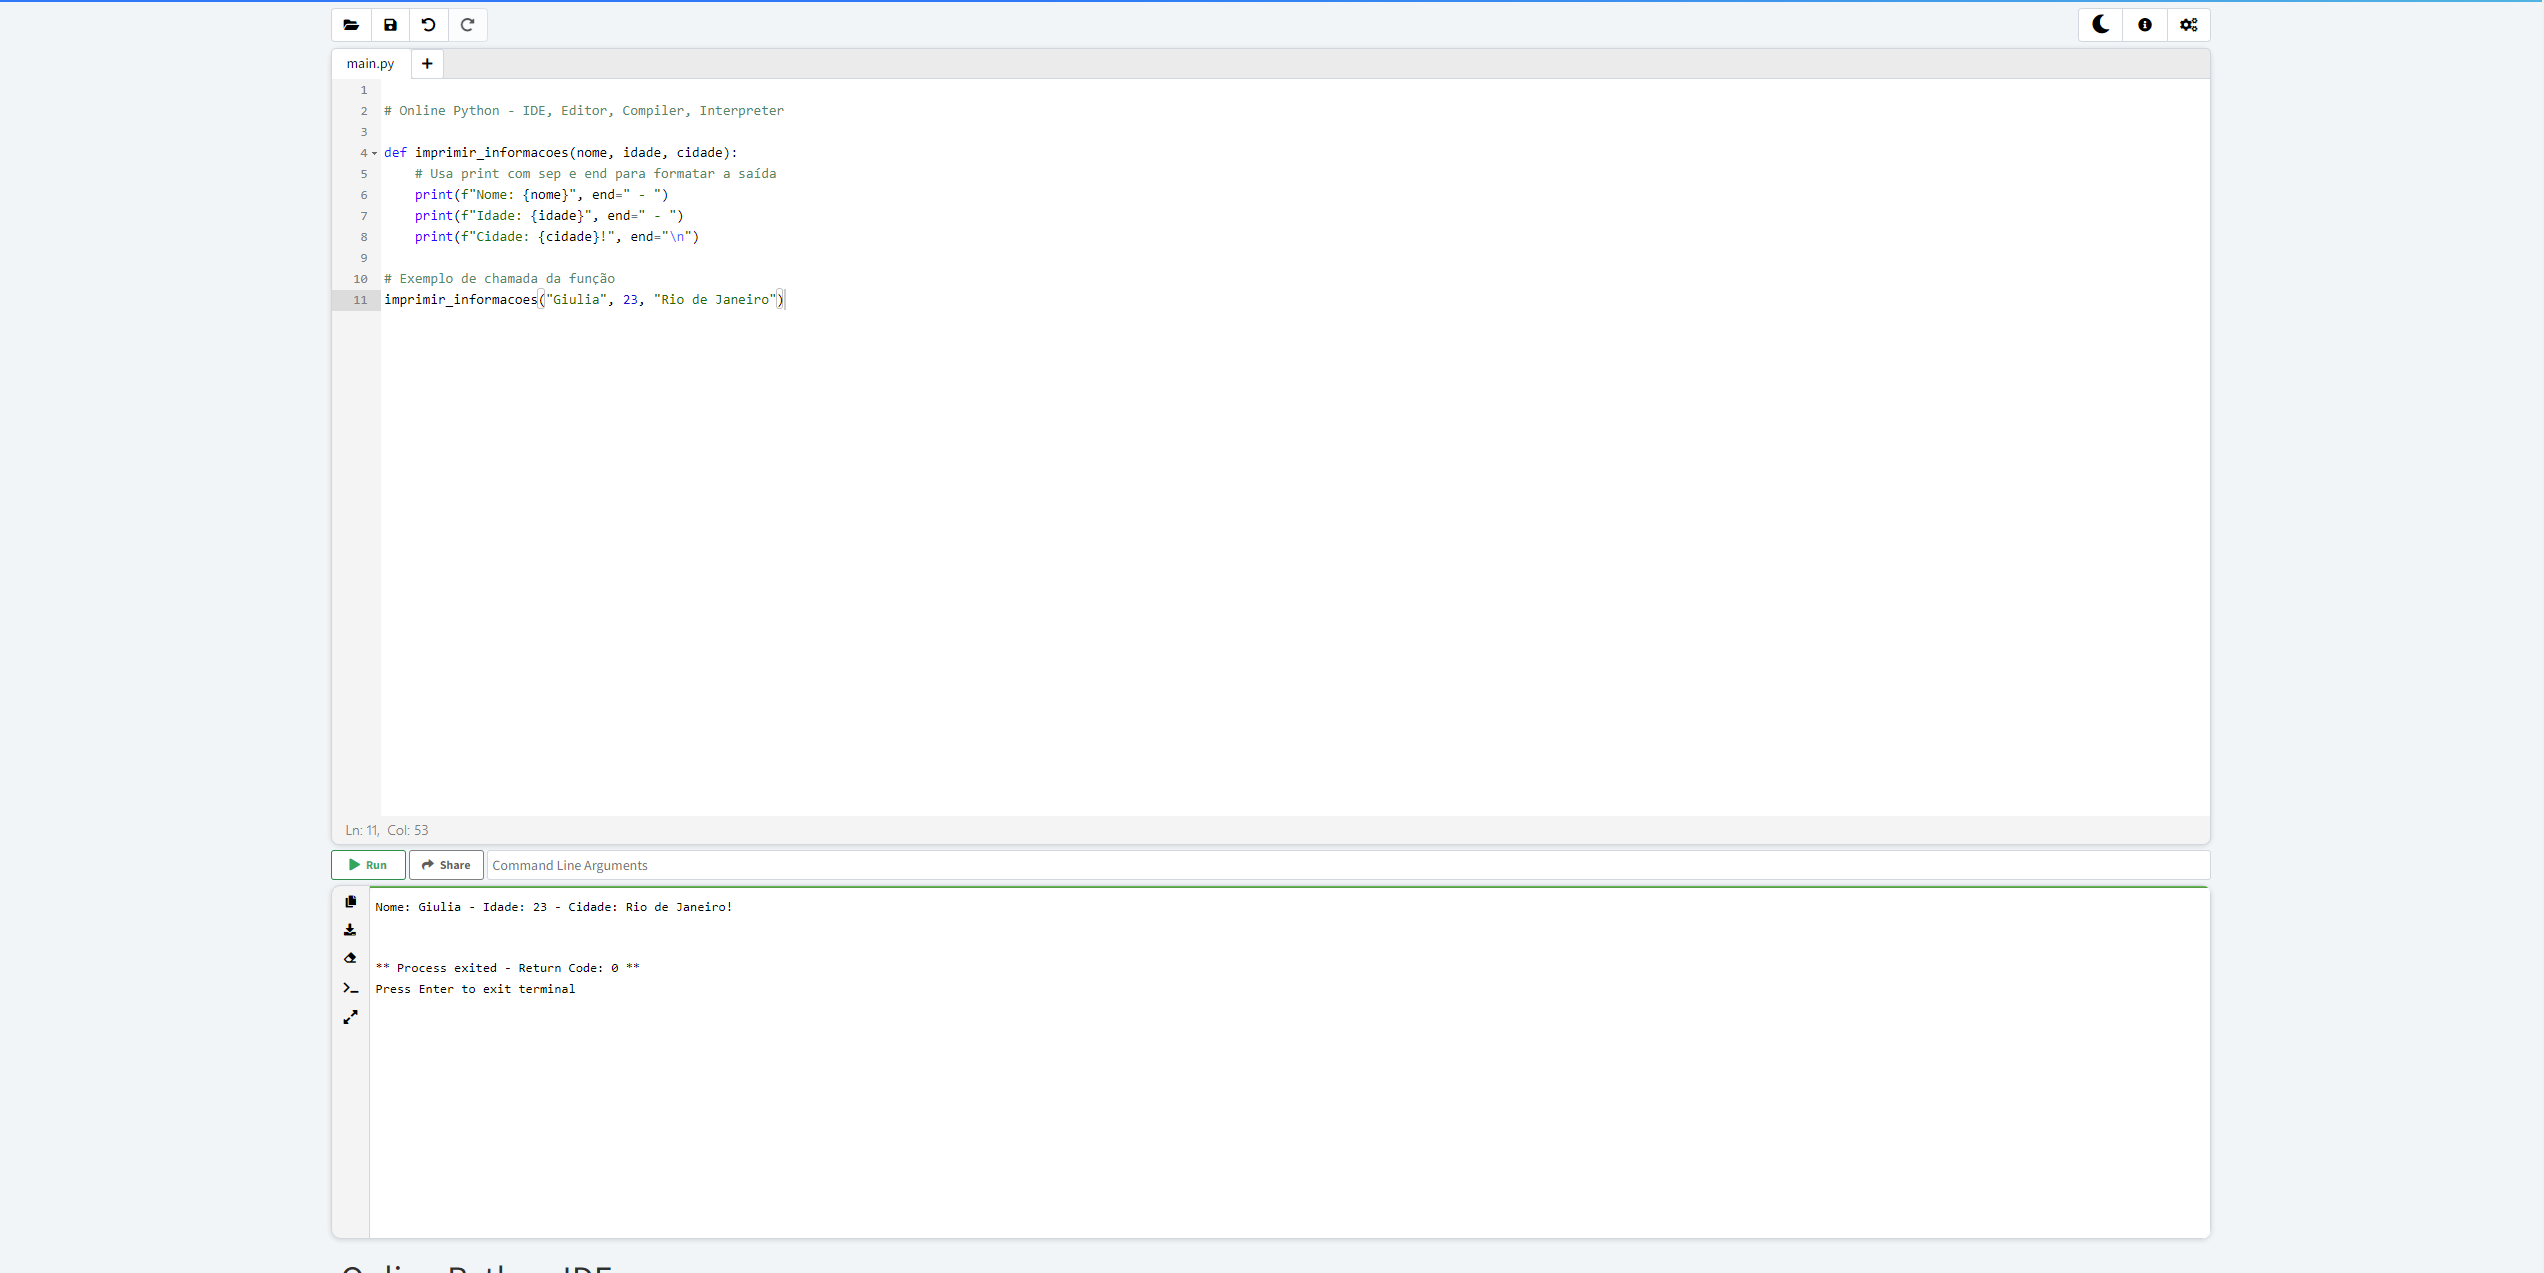 main.py
1
2 # Online Python - IDE, Editor, Compiler, Interpreter
3
4 def imprimir_informacoes(nome, idade, cidade):
5     # Usa print com sep e end para formatar a saída
6     print(f"Nome: {nome}", end=" - ")
7     print(f"Idade: {idade}", end=" - ")
8     print(f"Cidade: {cidade}!", end="\n")
9
10 # Exemplo de chamada da função
11 imprimir_informacoes("Giulia", 23, "Rio de Janeiro")
Ln: 11, Col: 53
Run Share Command Line Arguments
Nome: Giulia - Idade: 23 - Cidade: Rio de Janeiro!
** Process exited - Return Code: 0 **
Press Enter to exit terminal
Online Python IDE